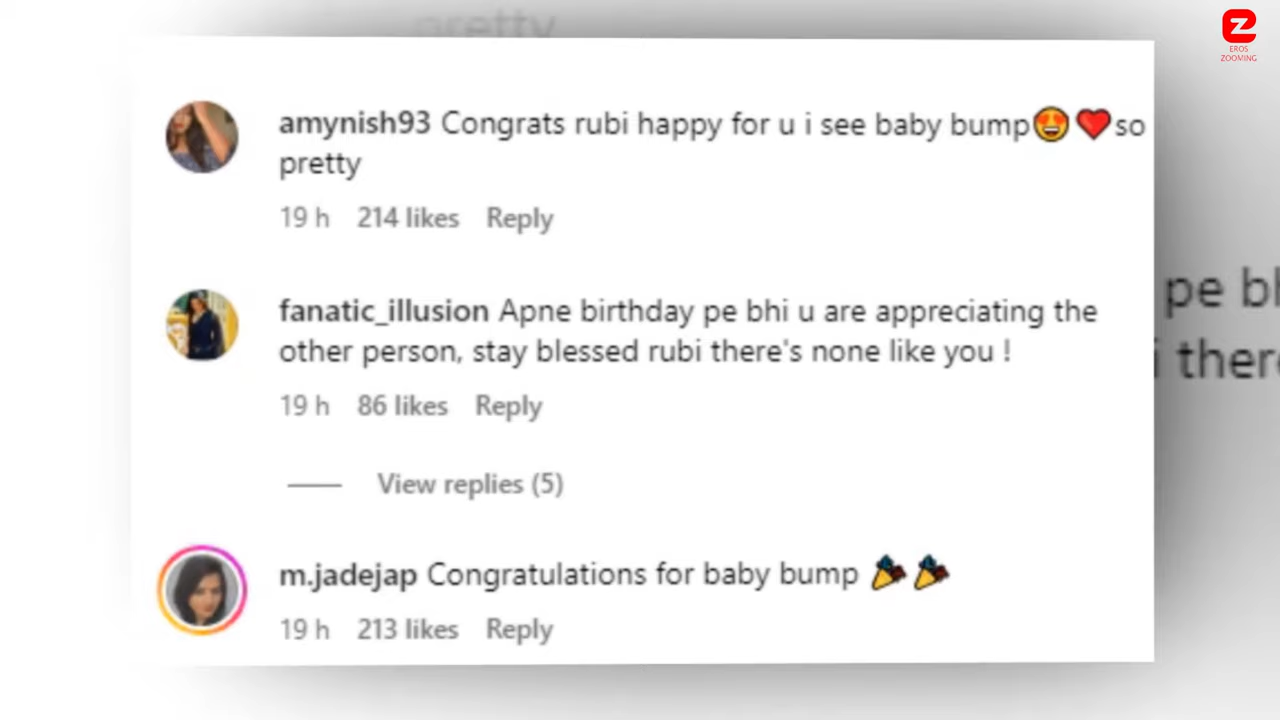 pretty
EROS
ZOOMING
amynish93 Congrats rubi happy for u i see baby bump😍❤️so
pretty
19 h 214 likes Reply
fanatic_illusion Apne birthday pe bhi u are appreciating the
other person, stay blessed rubi there's none like you !
19 h 86 likes Reply
View replies (5)
m.jadejap Congratulations for baby bump 🎉🎉
19 h 213 likes Reply
pe